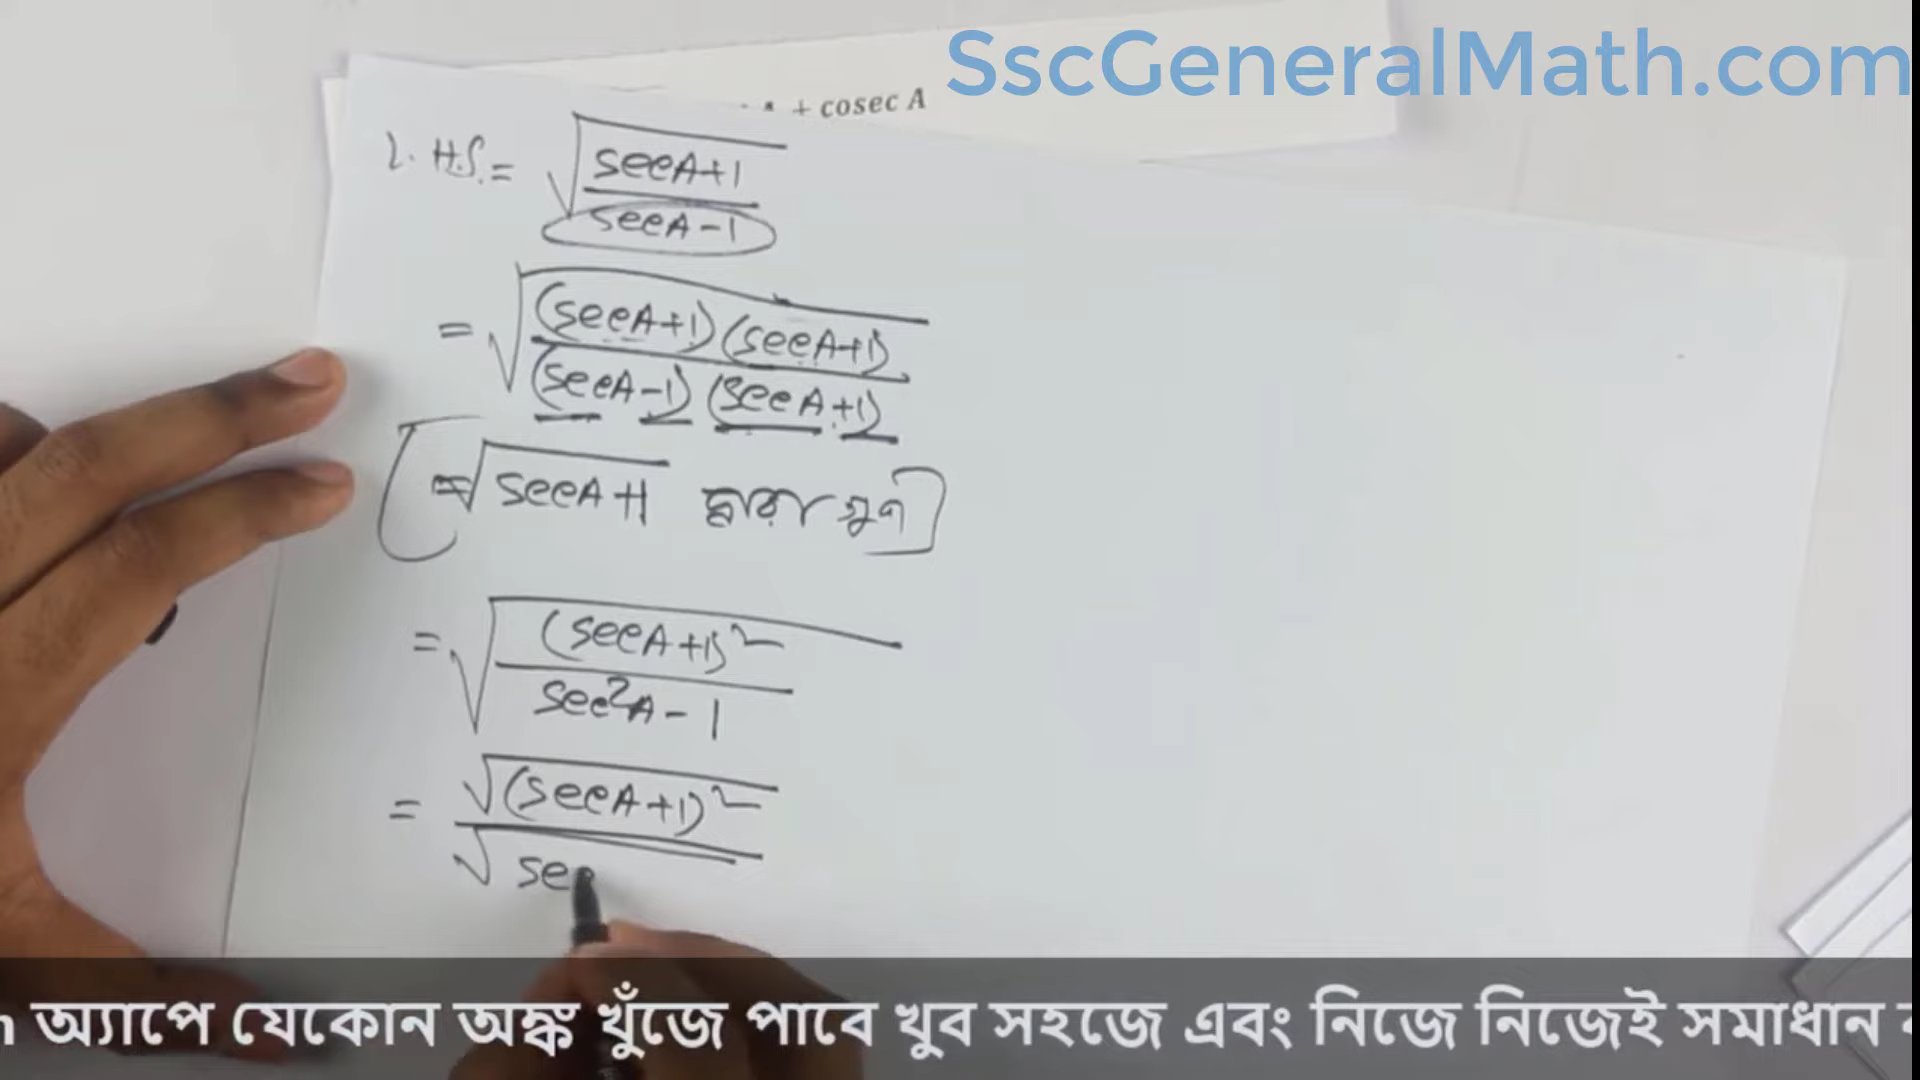 SscGeneralMath.com
+ cosec A
L.H.S. = √((secA+1)/(secA-1))
= √((secA+1)(secA+1)/(secA-1)(secA+1))
[√(secA+1) দ্বারা গুণ]
= √((secA+1)²/(sec²A-1))
= √(secA+1)²/√sec
অ্যাপে যেকোন অঙ্ক খুঁজে পাবে খুব সহজে এবং নিজে নিজেই সমাধান